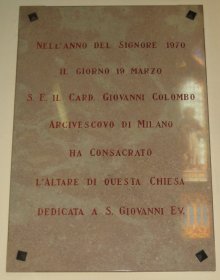 Nell'anno del Signore 1970
il giorno 19 marzo
S. E. il Card. Giovanni Colombo
Arcivescovo di Milano
ha consacrato
l'altare di questa chiesa
dedicata a S. Giovanni Ev.